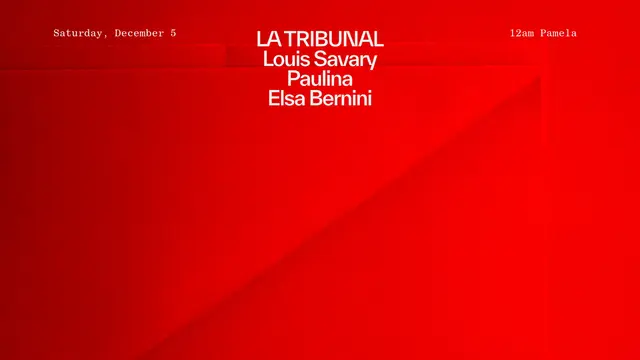 Saturday, December 5
LA TRIBUNAL
Louis Savary
Paulina
Elsa Bernini
12am Pamela